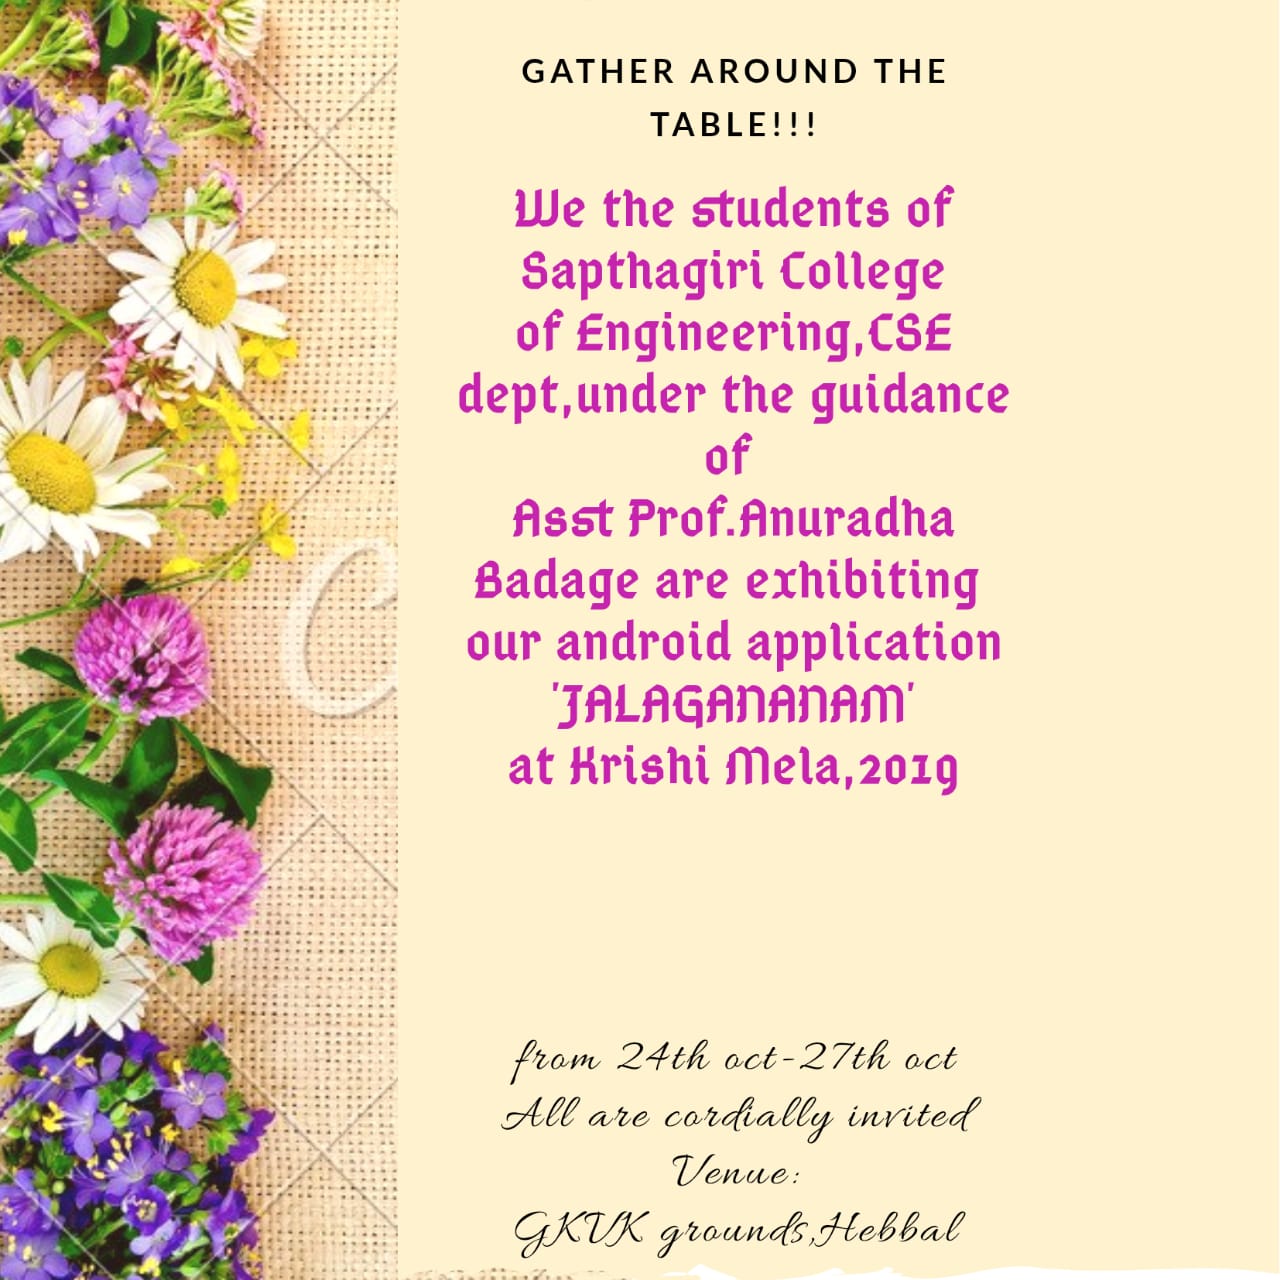 GATHER AROUND THE
TABLE!!!
We the students of
Sapthagiri College
of Engineering,CSE
dept,under the guidance
of
Asst Prof.Anuradha
Badage are exhibiting
our android application
'JALAGANANAM'
at Krishi Mela,2019
from 24th oct-27th oct
All are cordially invited
Venue:
GKVK grounds,Hebbal